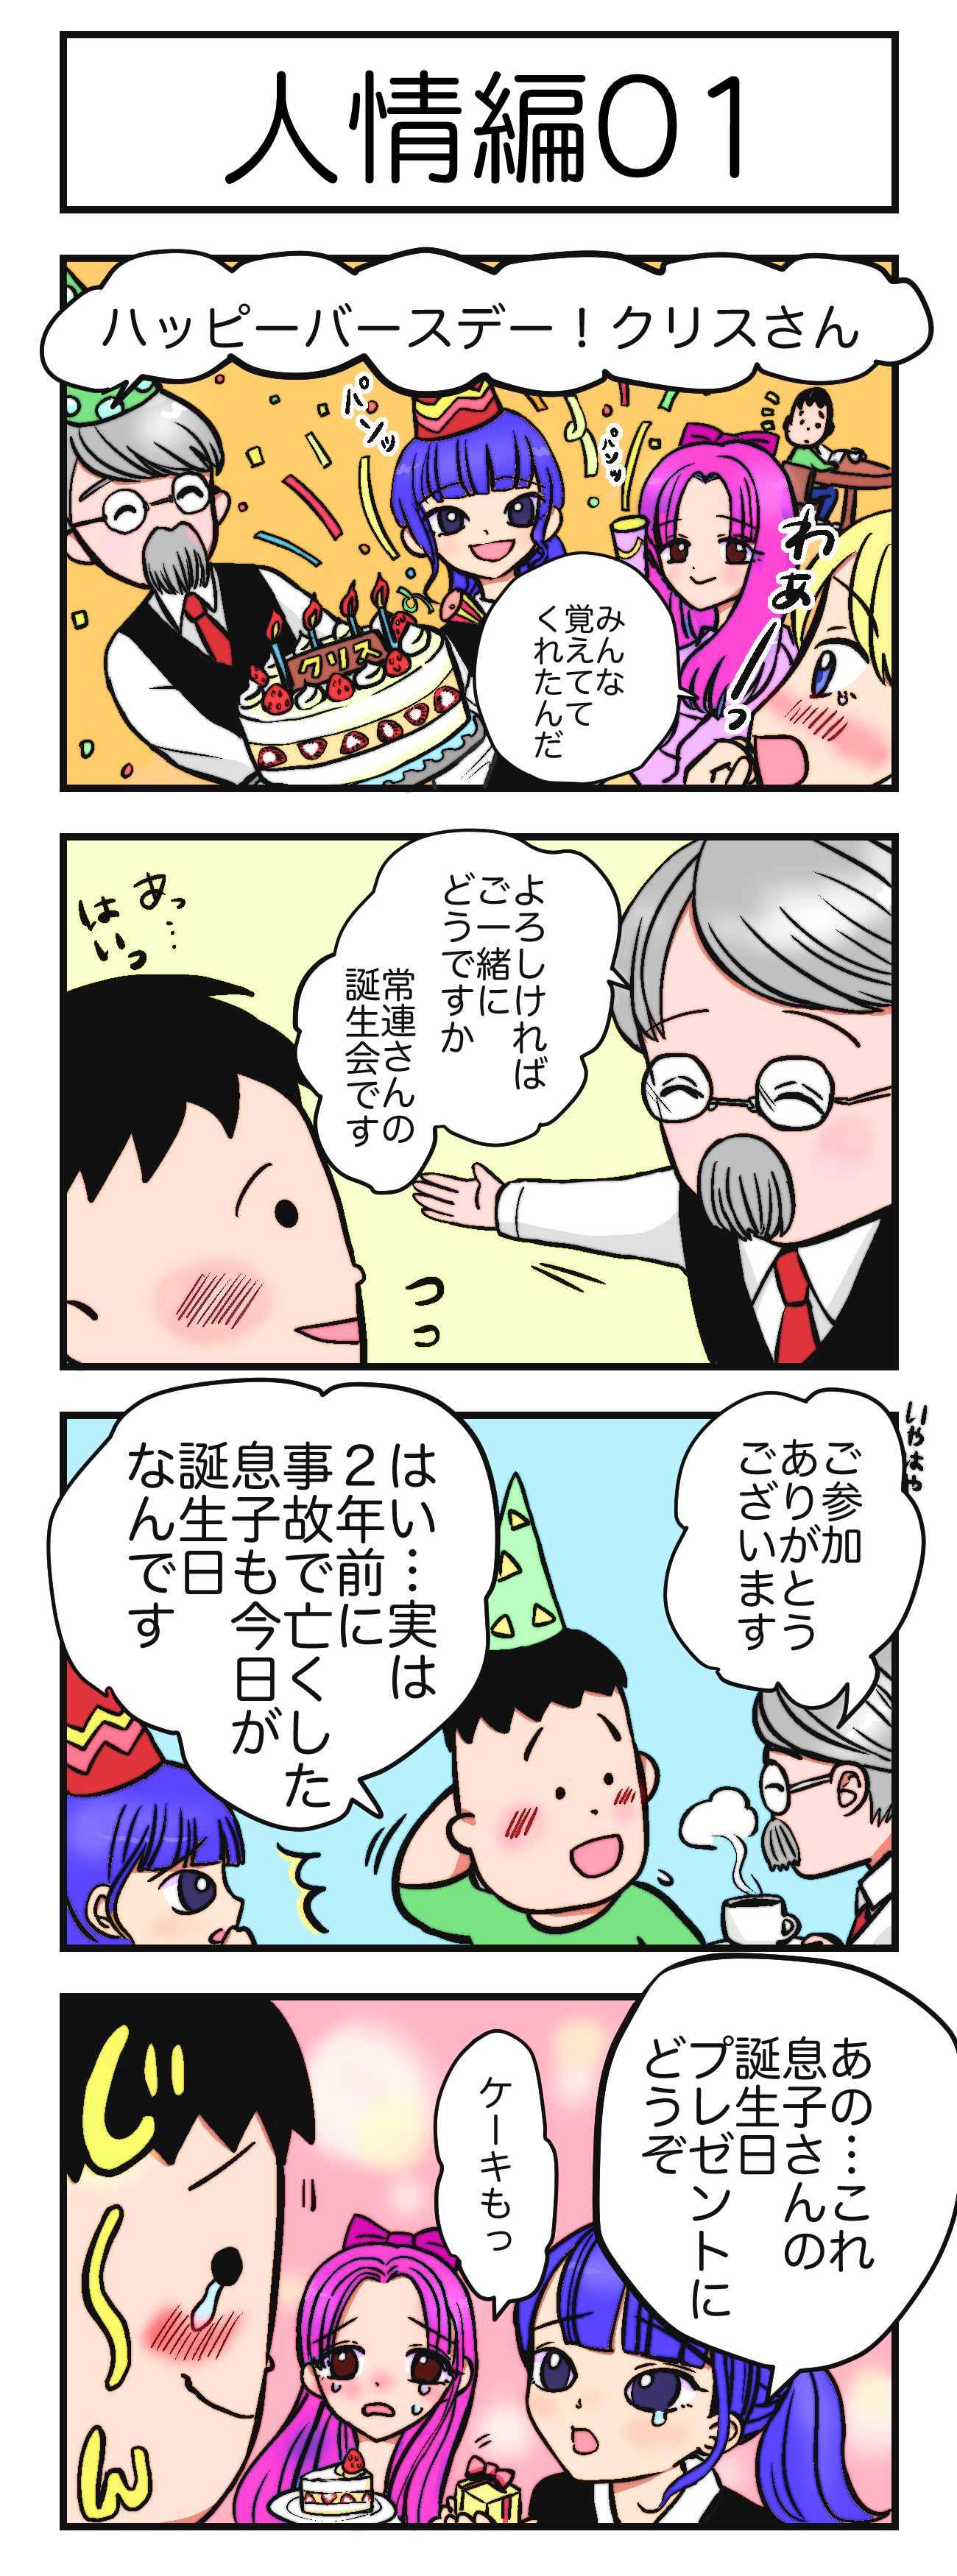 人情編01
ハッピーバースデー！クリスさん
パンッ
パンッ
クリス
わぁーっ
みんな
覚えてて
くれたんだ
よろしければ
ご一緒に
どうですか
常連さんの
誕生会です
あっ…
はいっ
いやはや
ご参加
ありがとう
ございます
はい…実は
２年前に
事故で亡くした
息子も今日が
誕生日
なんです
あの…これ
息子さんの
誕生日
プレゼントに
どうぞ
ケーキもっ
じ〜ん